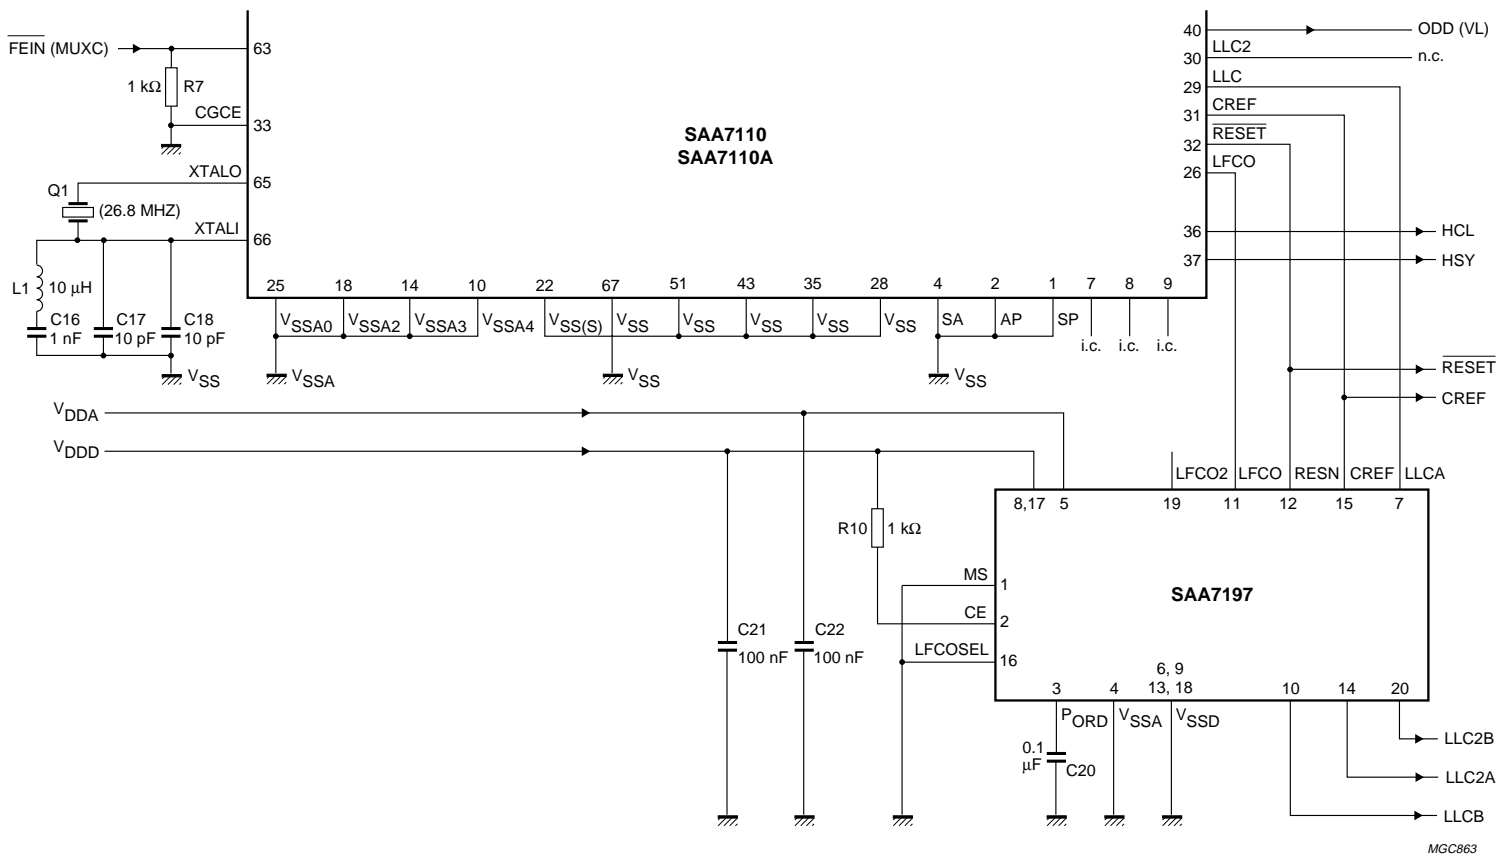 FEIN (MUXC)
63
1 kΩ R7
CGCE
33
XTALO
65
Q1
(26.8 MHZ)
XTALI
66
L1 10 µH
C16
1 nF
C17
10 pF
C18
10 pF
VSS
SAA7110
SAA7110A
40
ODD (VL)
30
LLC2
n.c.
29
LLC
31
CREF
32
RESET
26
LFCO
36
HCL
37
HSY
25 18 14 10 22 67 51 43 35 28 4 2 1 7 8 9
VSSA0 VSSA2 VSSA3 VSSA4 VSS(S) VSS VSS VSS VSS VSS SA AP SP
i.c. i.c. i.c.
VSSA
VSS
VSS
RESET
CREF
VDDA
VDDD
LFCO2 LFCO RESN CREF LLCA
8,17 5 19 11 12 15 7
R10 1 kΩ
MS
1
CE
2
LFCOSEL
16
SAA7197
C21
100 nF
C22
100 nF
6, 9
3 4 13, 18 10 14 20
PORD VSSA VSSD
0.1
µF
C20
LLC2B
LLC2A
LLCB
MGC863